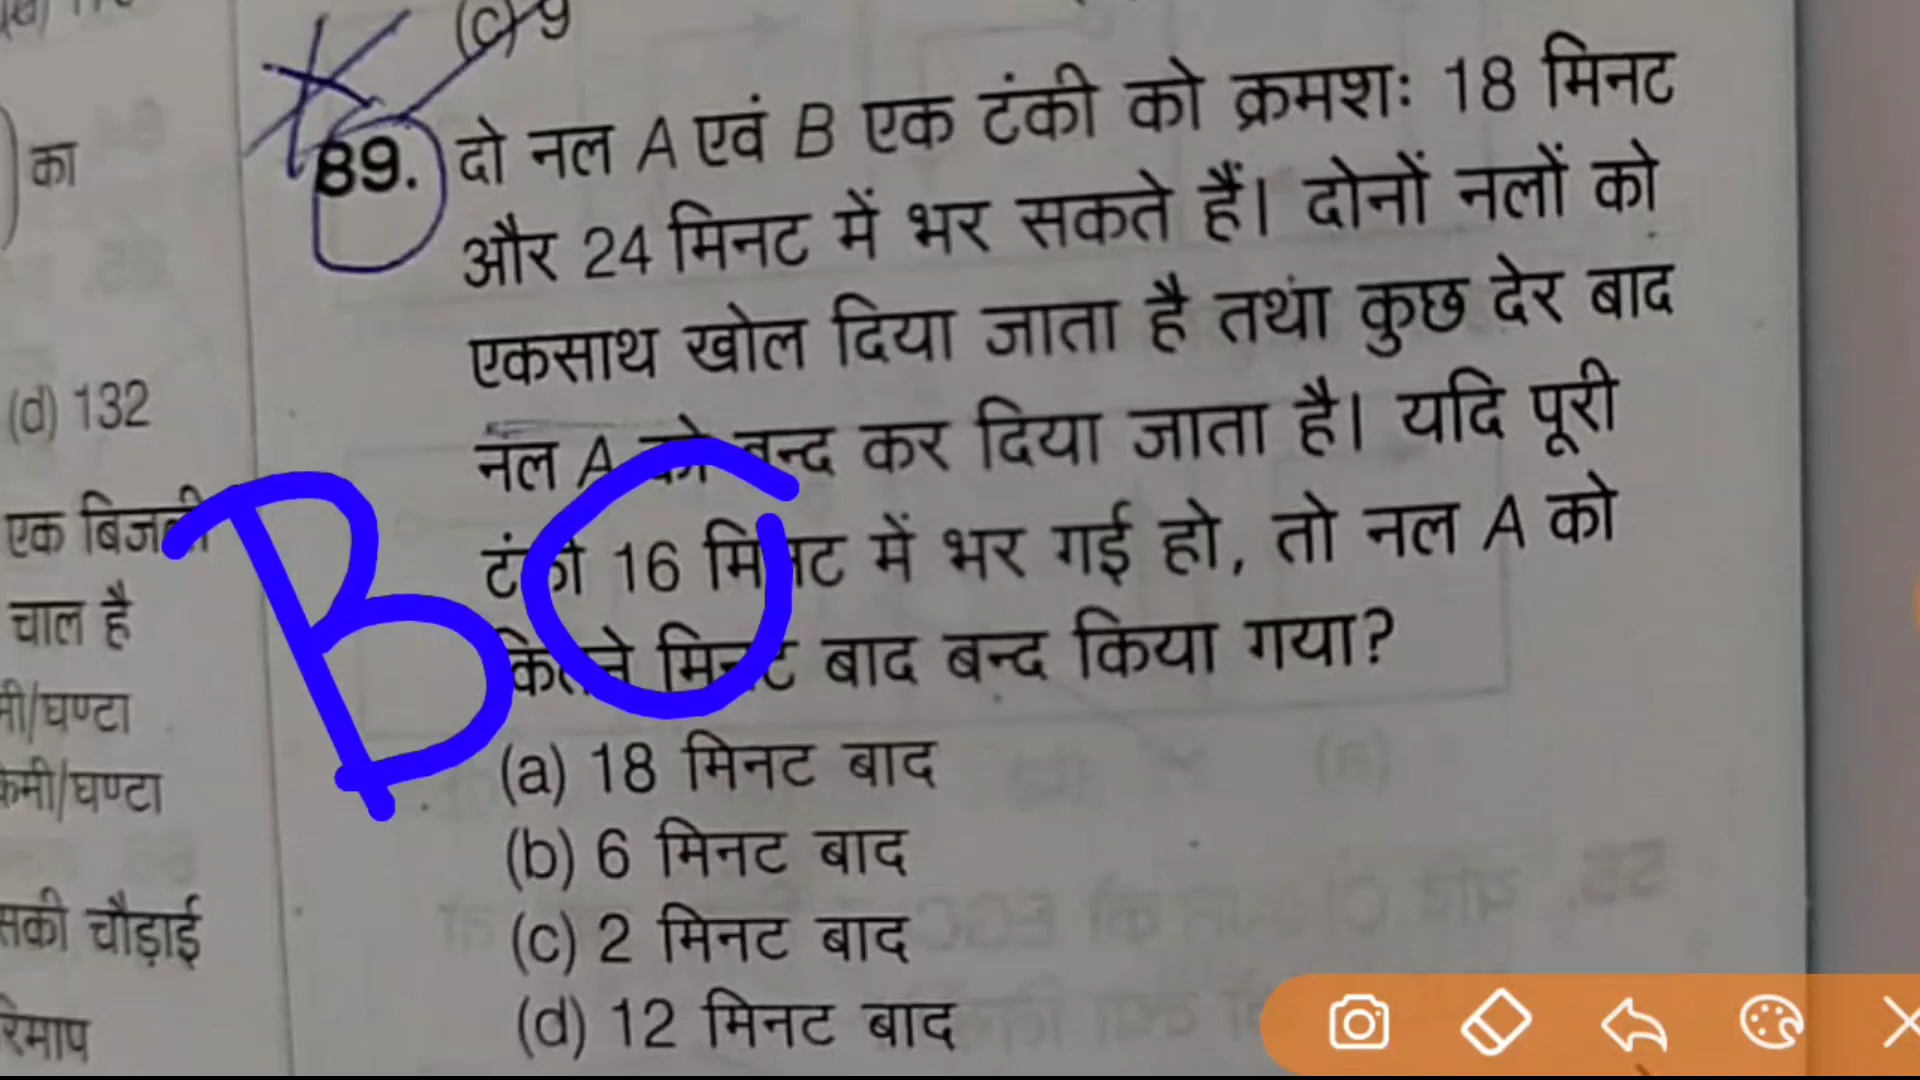 (c) 9
का
89. दो नल A एवं B एक टंकी को क्रमशः 18 मिनट
और 24 मिनट में भर सकते हैं। दोनों नलों को
एकसाथ खोल दिया जाता है तथा कुछ देर बाद
नल A को बन्द कर दिया जाता है। यदि पूरी
टंकी 16 मिनट में भर गई हो, तो नल A को
कितने मिनट बाद बन्द किया गया?
(a) 18 मिनट बाद
(b) 6 मिनट बाद
(c) 2 मिनट बाद
(d) 12 मिनट बाद
(d) 132
एक बिजली
चाल है
मी/घण्टा
केमी/घण्टा
सकी चौड़ाई
रिमाप
B